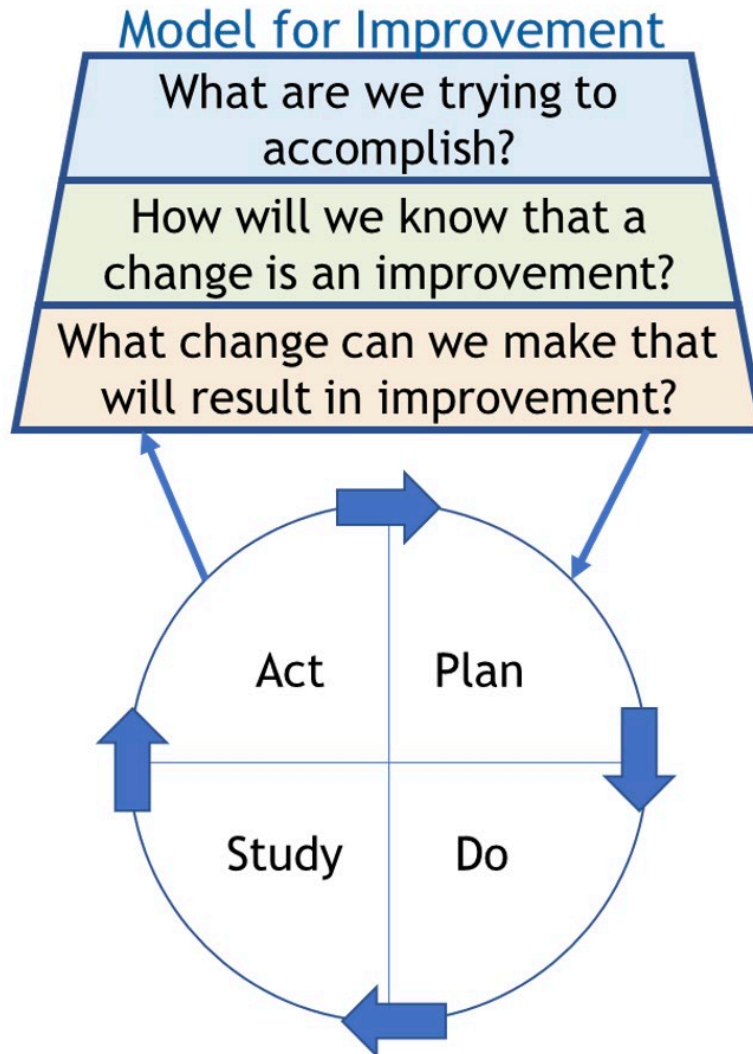 Model for Improvement
What are we trying to
accomplish?
How will we know that a
change is an improvement?
What change can we make that
will result in improvement?
Act
Plan
Study
Do